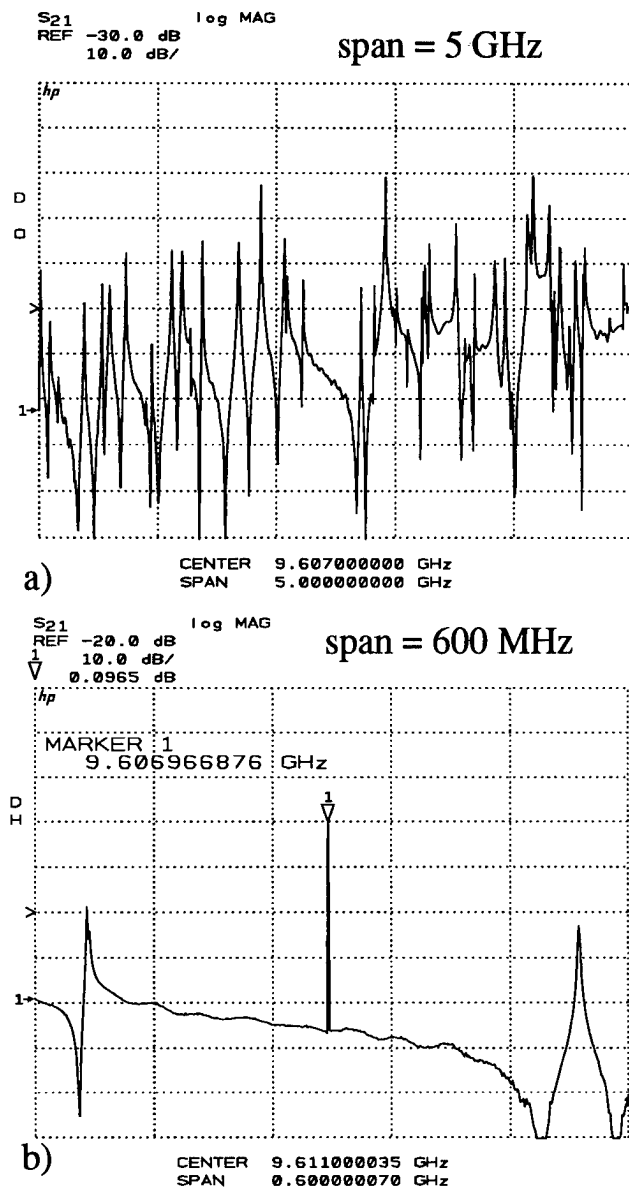 S21 log MAG
REF -30.0 dB
10.0 dB/
span = 5 GHz
hp
D
O
>
1→
CENTER 9.607000000 GHz
SPAN 5.000000000 GHz
a)
S21 log MAG
REF -20.0 dB
1 10.0 dB/
▽ 0.0965 dB
span = 600 MHz
hp
MARKER 1
9.606966876 GHz
D
H
1
▽
>
1→
b)
CENTER 9.611000035 GHz
SPAN 0.600000070 GHz